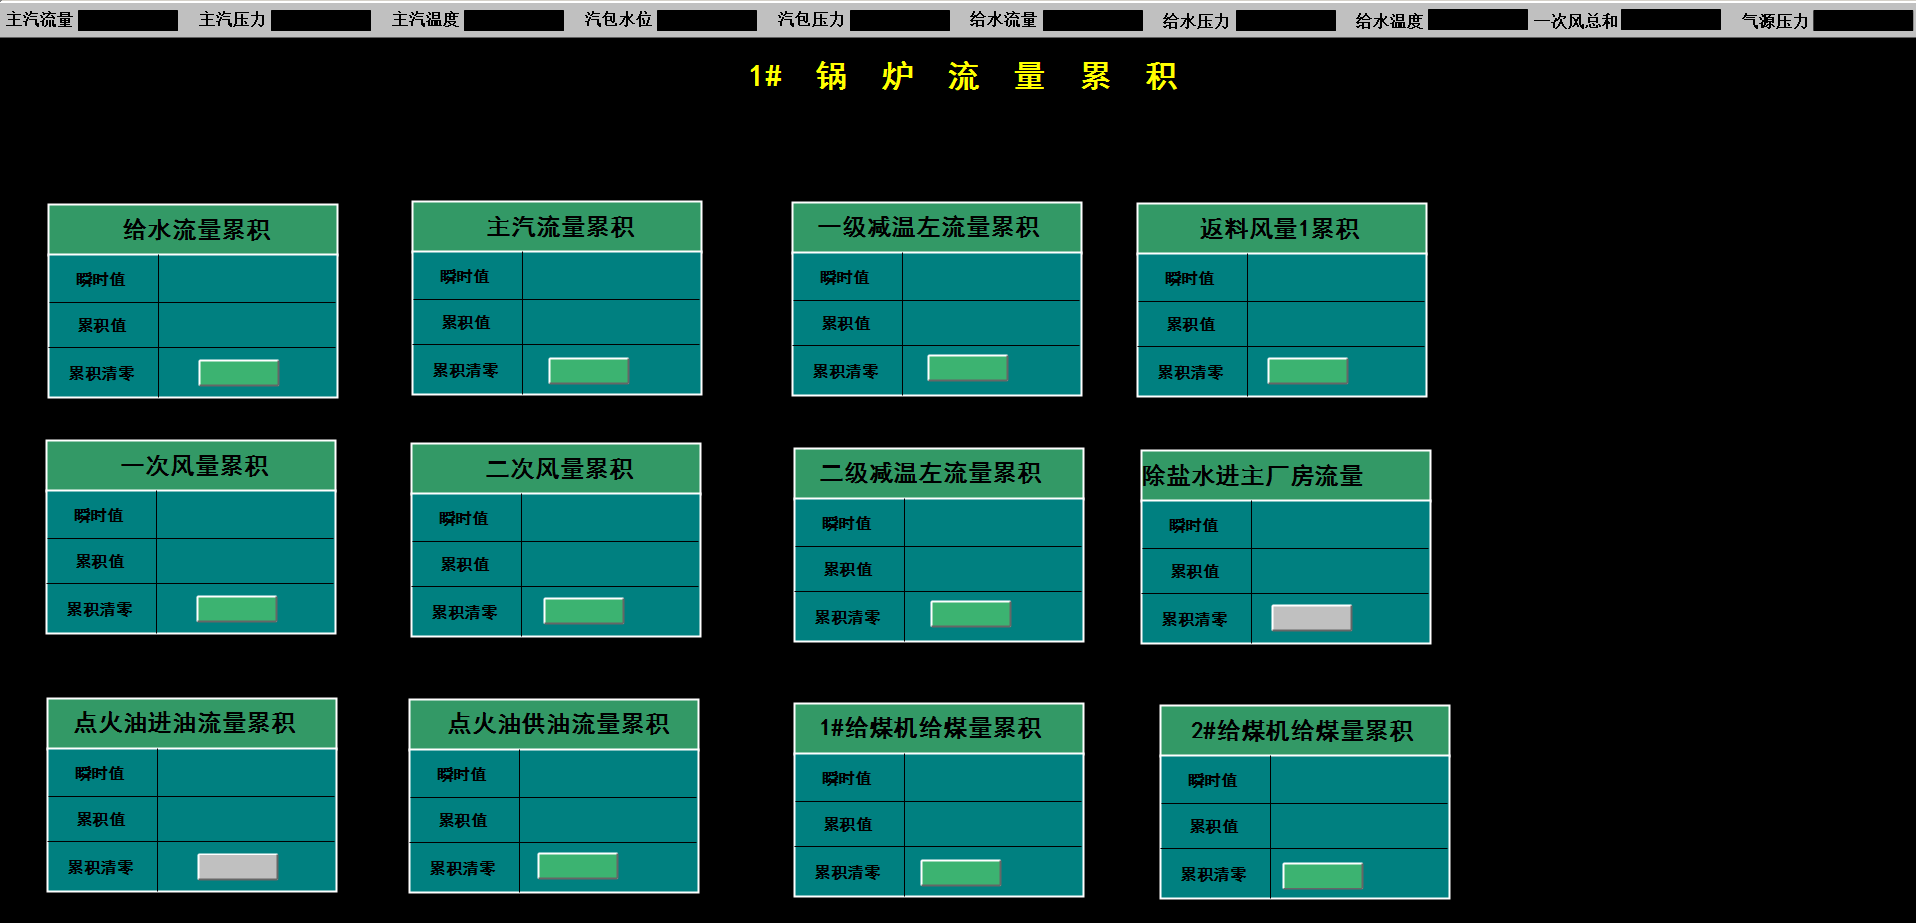 主汽流量 主汽压力 主汽温度 汽包水位 汽包压力 给水流量 给水压力 给水温度 一次风总和 气源压力
1# 锅 炉 流 量 累 积
给水流量累积
瞬时值
累积值
累积清零
主汽流量累积
瞬时值
累积值
累积清零
一级减温左流量累积
瞬时值
累积值
累积清零
返料风量1累积
瞬时值
累积值
累积清零
一次风量累积
瞬时值
累积值
累积清零
二次风量累积
瞬时值
累积值
累积清零
二级减温左流量累积
瞬时值
累积值
累积清零
除盐水进主厂房流量
瞬时值
累积值
累积清零
点火油进油流量累积
瞬时值
累积值
累积清零
点火油供油流量累积
瞬时值
累积值
累积清零
1#给煤机给煤量累积
瞬时值
累积值
累积清零
2#给煤机给煤量累积
瞬时值
累积值
累积清零